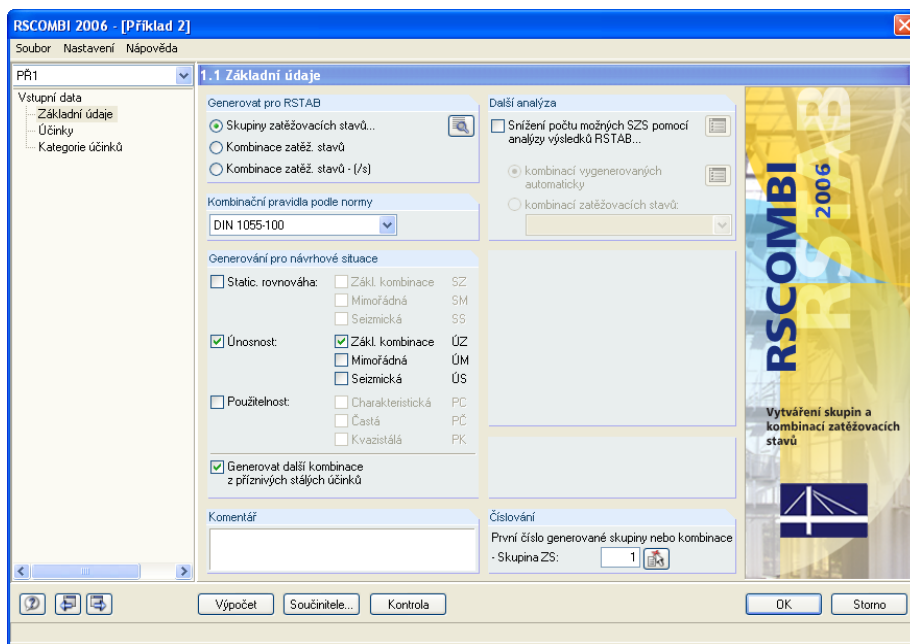 RSCOMBI 2006 - [Příklad 2]
Soubor Nastavení Nápověda
PŘ1
Vstupní data
Základní údaje
Účinky
Kategorie účinků
1.1 Základní údaje
Generovat pro RSTAB
Skupiny zatěžovacích stavů...
Kombinace zatěž. stavů
Kombinace zatěž. stavů - (/s)
Kombinační pravidla podle normy
DIN 1055-100
Generování pro návrhové situace
Static. rovnováha:
Zákl. kombinace SZ
Mimořádná SM
Seizmická SS
Únosnost:
Zákl. kombinace ÚZ
Mimořádná ÚM
Seizmická ÚS
Použitelnost:
Charakteristická PC
Častá PČ
Kvazistálá PK
Generovat další kombinace
z příznivých stálých účinků
Komentář
Další analýza
Snížení počtu možných SZS pomocí
analýzy výsledků RSTAB...
kombinací vygenerovaných
automaticky
kombinací zatěžovacích stavů:
Číslování
První číslo generované skupiny nebo kombinace
- Skupina ZS: 1
RSCOMBI
2006
RSTAB
Vytváření skupin a
kombinací zatěžovacích
stavů
Výpočet Součinitele... Kontrola OK Storno